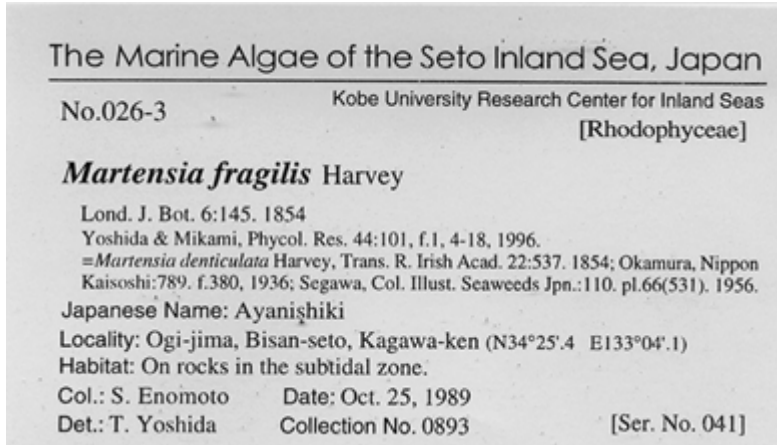 The Marine Algae of the Seto Inland Sea, Japan
No.026-3
Kobe University Research Center for Inland Seas
[Rhodophyceae]
Martensia fragilis Harvey
Lond. J. Bot. 6:145. 1854
Yoshida & Mikami, Phycol. Res. 44:101, f.1, 4-18, 1996.
=Martensia denticulata Harvey, Trans. R. Irish Acad. 22:537. 1854; Okamura, Nippon
Kaisoshi:789. f.380, 1936; Segawa, Col. Illust. Seaweeds Jpn.:110. pl.66(531). 1956.
Japanese Name: Ayanishiki
Locality: Ogi-jima, Bisan-seto, Kagawa-ken (N34°25'.4 E133°04'.1)
Habitat: On rocks in the subtidal zone.
Col.: S. Enomoto Date: Oct. 25, 1989
Det.: T. Yoshida Collection No. 0893 [Ser. No. 041]